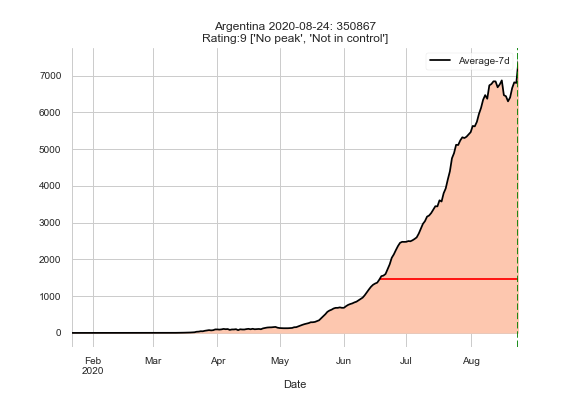 Argentina 2020-08-24: 350867
Rating:9 ['No peak', 'Not in control']
Average-7d
7000
6000
5000
4000
3000
2000
1000
0
Feb Mar Apr May Jun Jul Aug
2020
Date